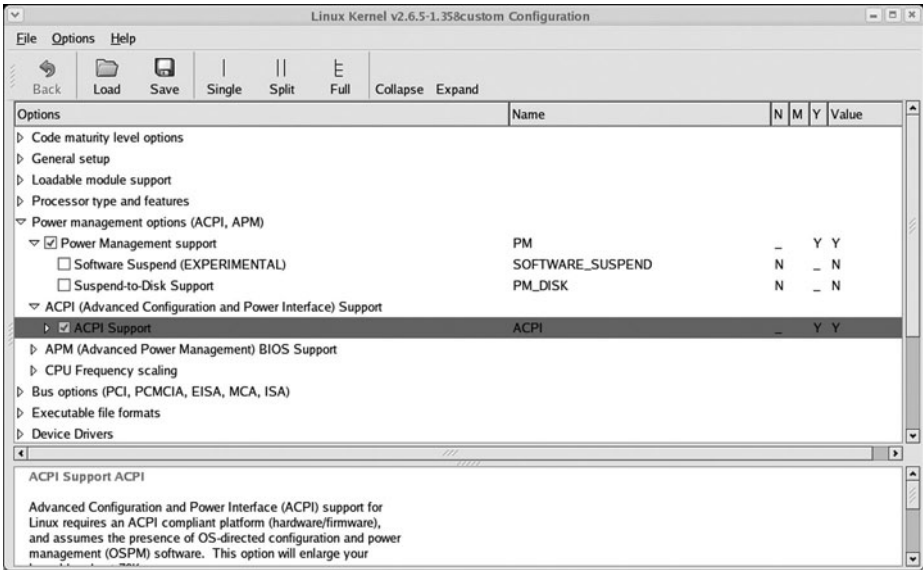 Linux Kernel v2.6.5-1.358custom Configuration
File Options Help
Back Load Save Single Split Full Collapse Expand
Options Name N M Y Value
Code maturity level options
General setup
Loadable module support
Processor type and features
Power management options (ACPI, APM)
Power Management support PM _ Y Y
Software Suspend (EXPERIMENTAL) SOFTWARE_SUSPEND N _ N
Suspend-to-Disk Support PM_DISK N _ N
ACPI (Advanced Configuration and Power Interface) Support
ACPI Support ACPI _ Y Y
APM (Advanced Power Management) BIOS Support
CPU Frequency scaling
Bus options (PCI, PCMCIA, EISA, MCA, ISA)
Executable file formats
Device Drivers
ACPI Support ACPI
Advanced Configuration and Power Interface (ACPI) support for
Linux requires an ACPI compliant platform (hardware/firmware),
and assumes the presence of OS-directed configuration and power
management (OSPM) software. This option will enlarge your